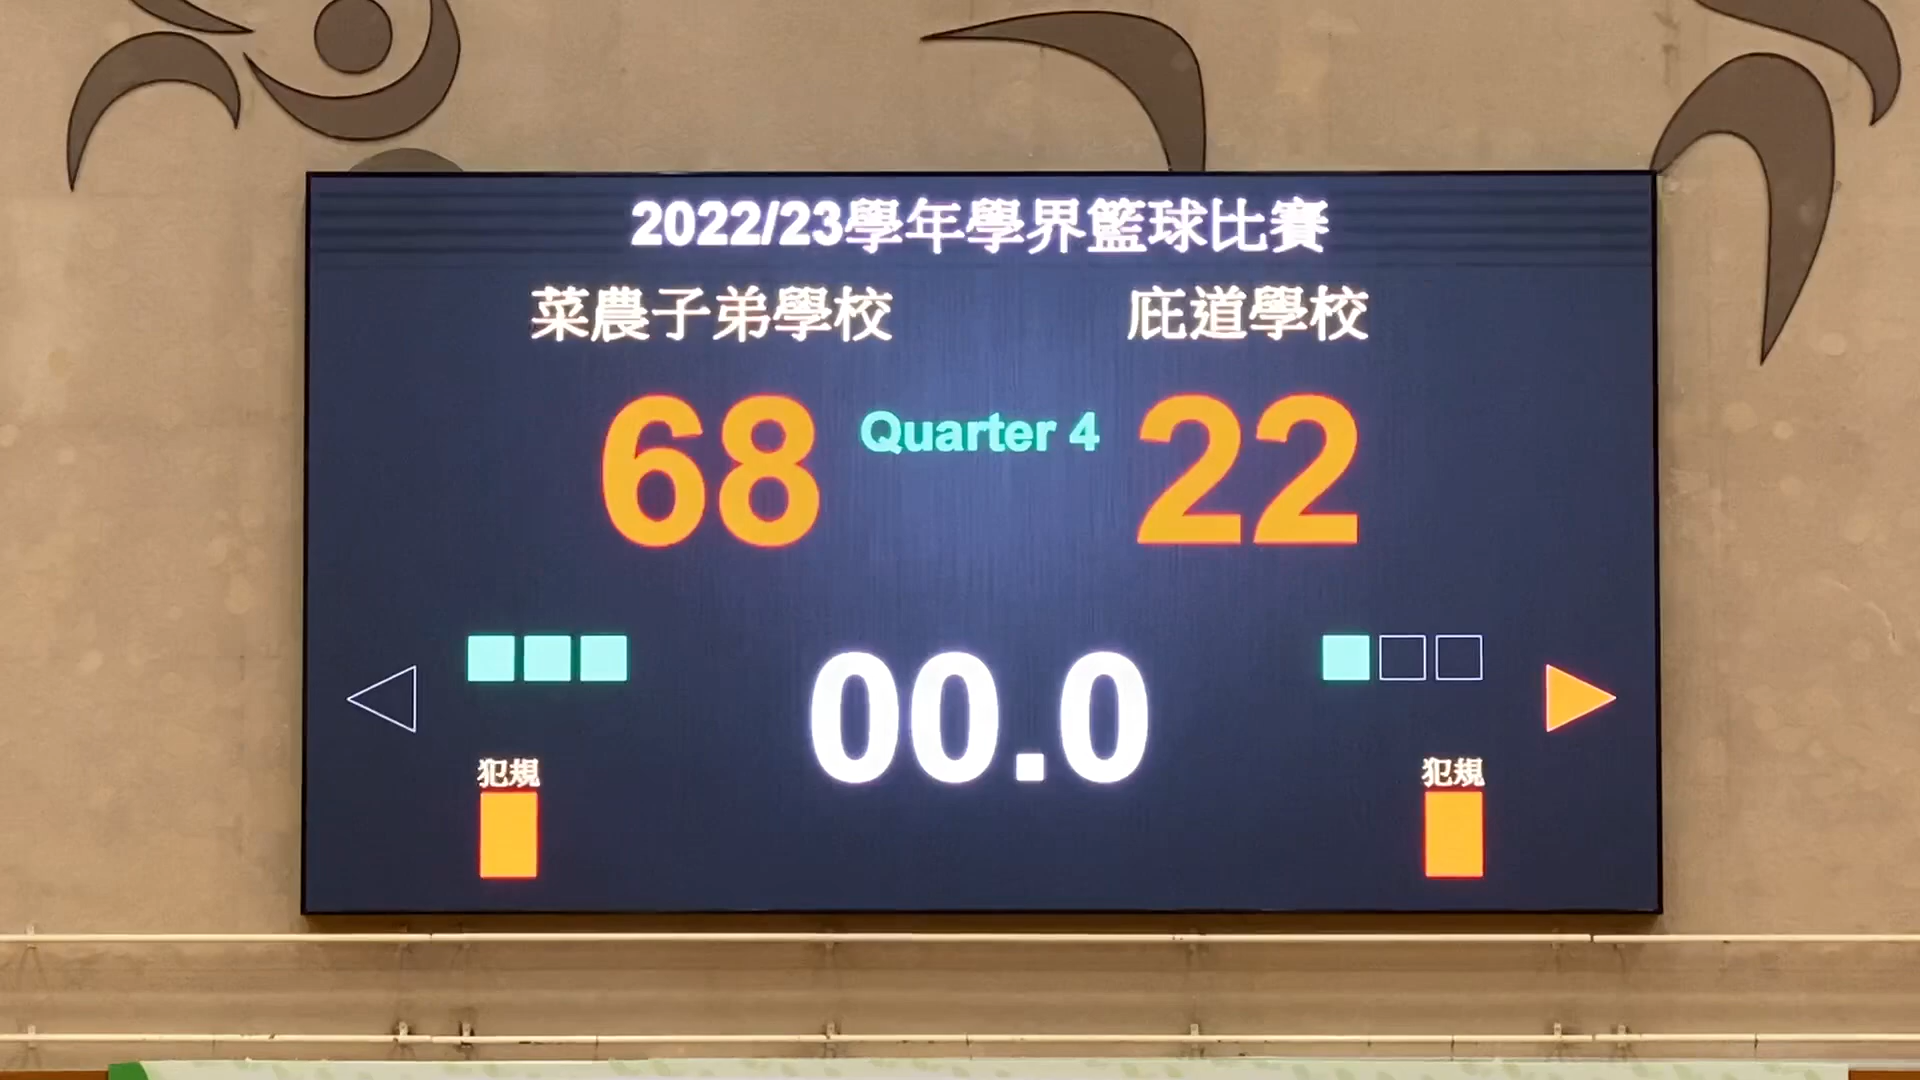 2022/23學年學界籃球比賽
菜農子弟學校 庇道學校
68 Quarter 4 22
00.0
犯規 犯規